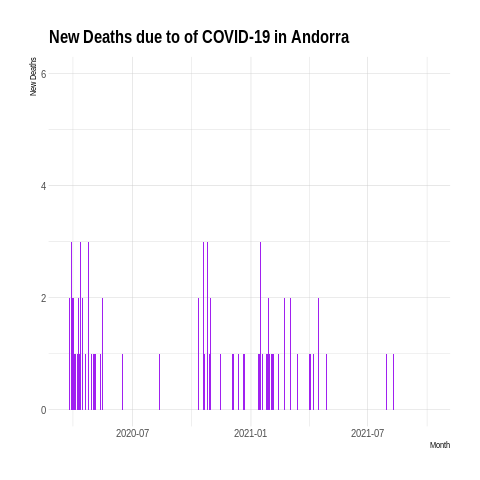 New Deaths due to of COVID-19 in Andorra
New Deaths
6
4
2
0
2020-07
2021-01
2021-07
Month